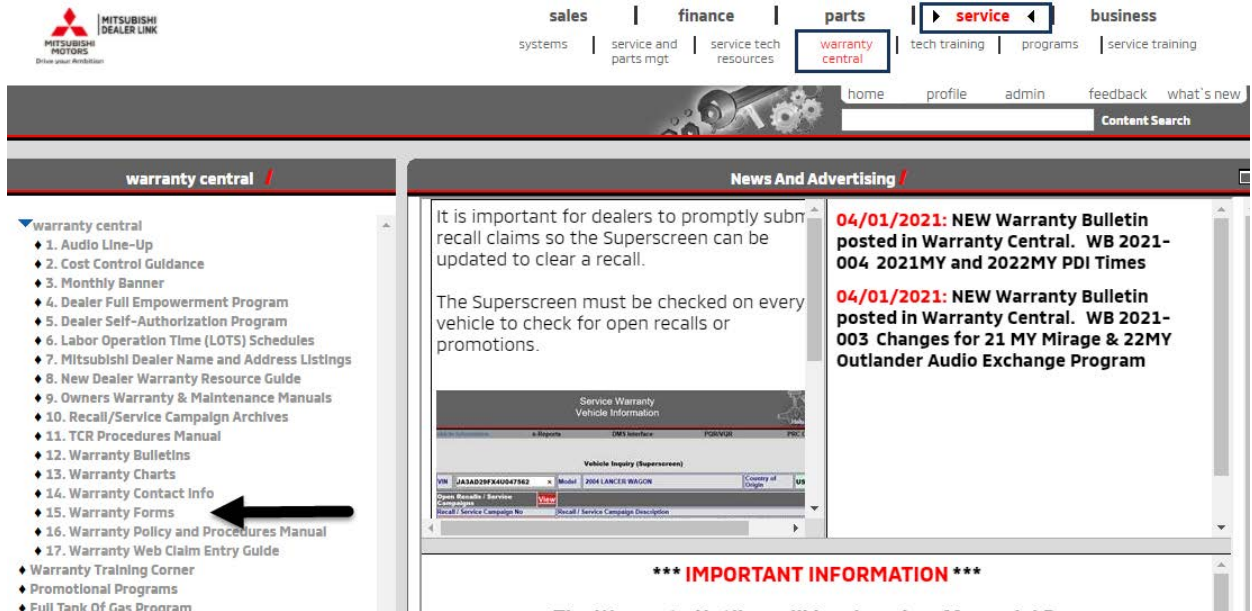 MITSUBISHI
DEALER LINK
MITSUBISHI
MOTORS
Drive your Ambition
sales | finance | parts | service | business
systems | service and parts mgt | service tech resources | warranty central | tech training | programs | service training
home profile admin feedback what`s new
Content Search
warranty central /
warranty central
1. Audio Line-Up
2. Cost Control Guidance
3. Monthly Banner
4. Dealer Full Empowerment Program
5. Dealer Self-Authorization Program
6. Labor Operation Time (LOTS) Schedules
7. Mitsubishi Dealer Name and Address Listings
8. New Dealer Warranty Resource Guide
9. Owners Warranty & Maintenance Manuals
10. Recall/Service Campaign Archives
11. TCR Procedures Manual
12. Warranty Bulletins
13. Warranty Charts
14. Warranty Contact Info
15. Warranty Forms
16. Warranty Policy and Procedures Manual
17. Warranty Web Claim Entry Guide
Warranty Training Corner
Promotional Programs
Full Tank Of Gas Program
News And Advertising /
It is important for dealers to promptly subm
recall claims so the Superscreen can be
updated to clear a recall.
The Superscreen must be checked on every
vehicle to check for open recalls or
promotions.
Service Warranty
Vehicle Information
e-Reports DMS Interface PQR/VQR PRC
Vehicle Inquiry (Superscreen)
VIN JA3AD29FX4U047562 x Model 2004 LANCER WAGON Country of Origin US
Open Recalls / Service Campaigns View
Recall / Service Campaign No Recall / Service Campaign Description
04/01/2021: NEW Warranty Bulletin
posted in Warranty Central. WB 2021-
004 2021MY and 2022MY PDI Times
04/01/2021: NEW Warranty Bulletin
posted in Warranty Central. WB 2021-
003 Changes for 21 MY Mirage & 22MY
Outlander Audio Exchange Program
*** IMPORTANT INFORMATION ***